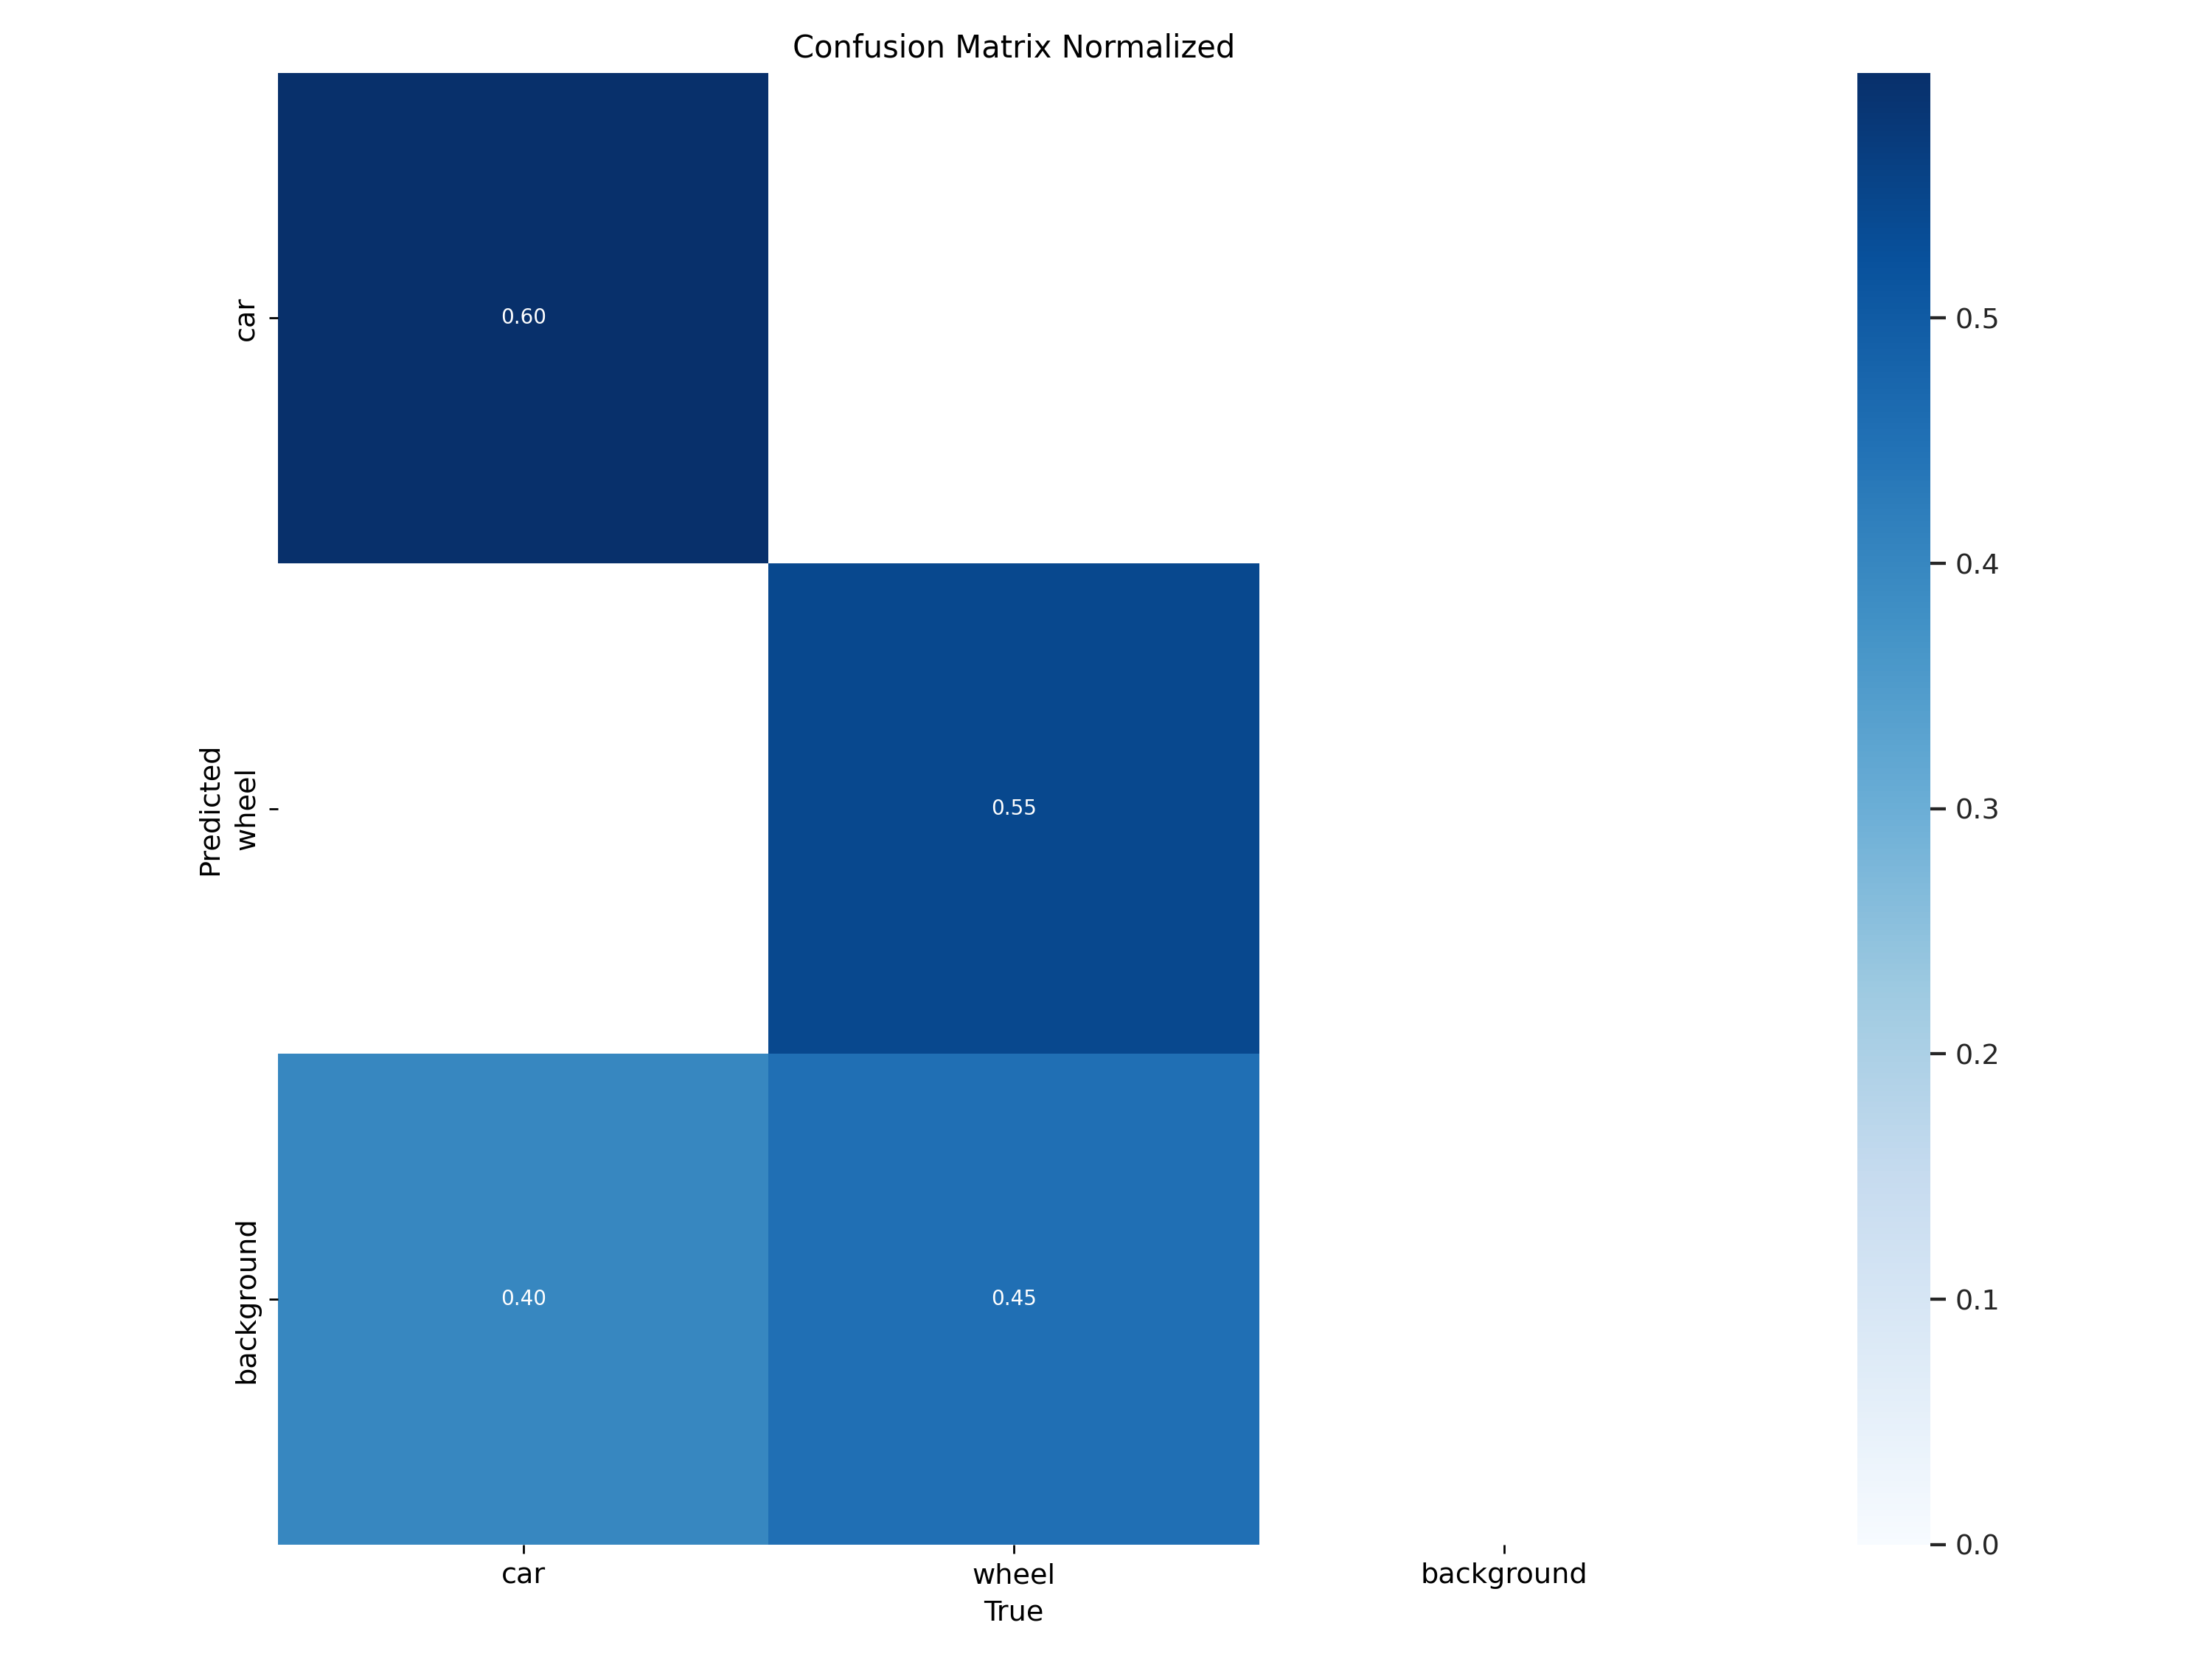 Confusion Matrix Normalized
car
0.60
0.5
0.4
Predicted
wheel
0.55
0.3
0.2
background
0.40
0.45
0.1
0.0
car
wheel
background
True